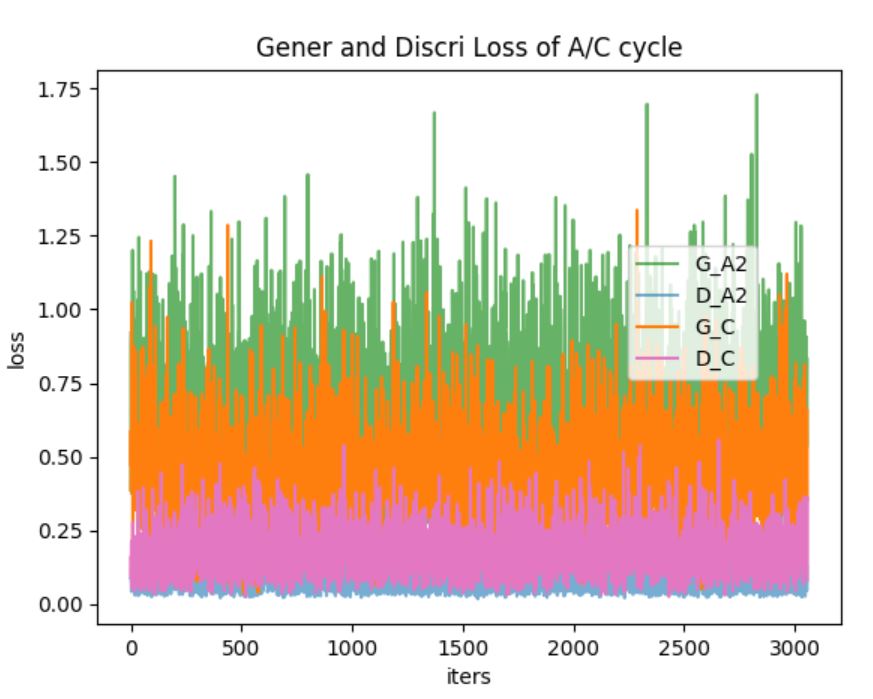 Gener and Discri Loss of A/C cycle
1.75
1.50
1.25
1.00
0.75
0.50
0.25
0.00
loss
G_A2
D_A2
G_C
D_C
0 500 1000 1500 2000 2500 3000
iters